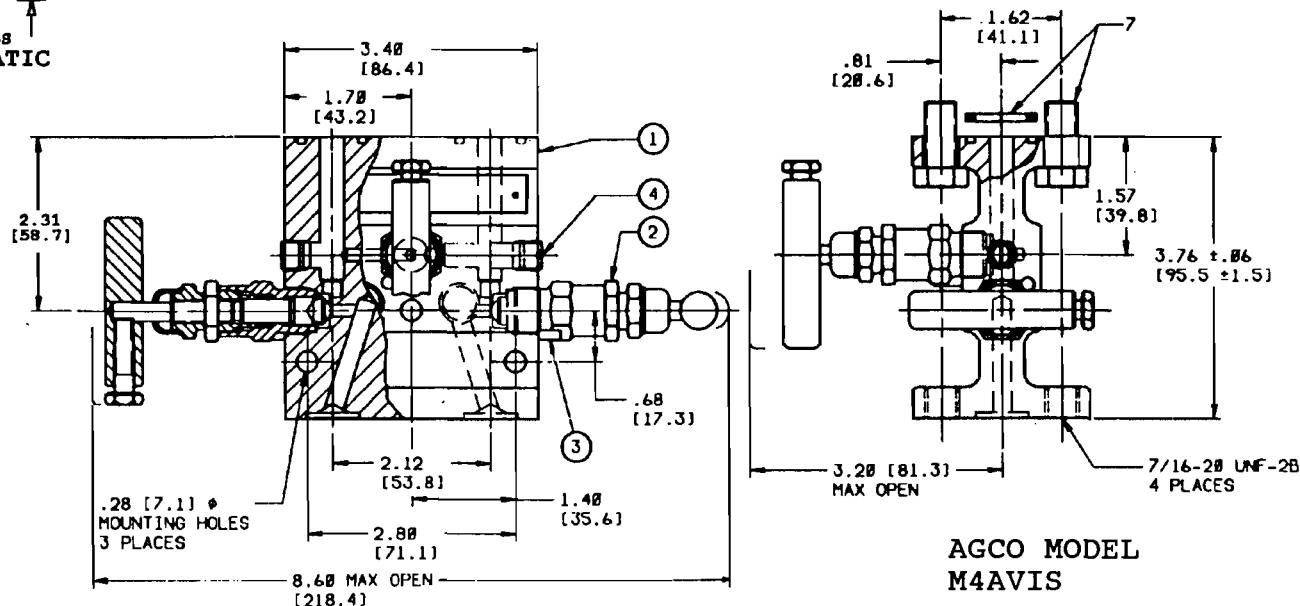 ATIC
3.40
[86.4]
1.70
[43.2]
2.31
[58.7]
1
4
2
3
.68
[17.3]
2.12
[53.8]
1.40
[35.6]
.28 [7.1] ø
MOUNTING HOLES
3 PLACES
2.80
[71.1]
8.60 MAX OPEN
[218.4]
1.62
[41.1]
7
.81
[20.6]
1.57
[39.8]
3.76 ±.06
[95.5 ±1.5]
3.20 [81.3]
MAX OPEN
7/16-20 UNF-2B
4 PLACES
AGCO MODEL
M4AVIS